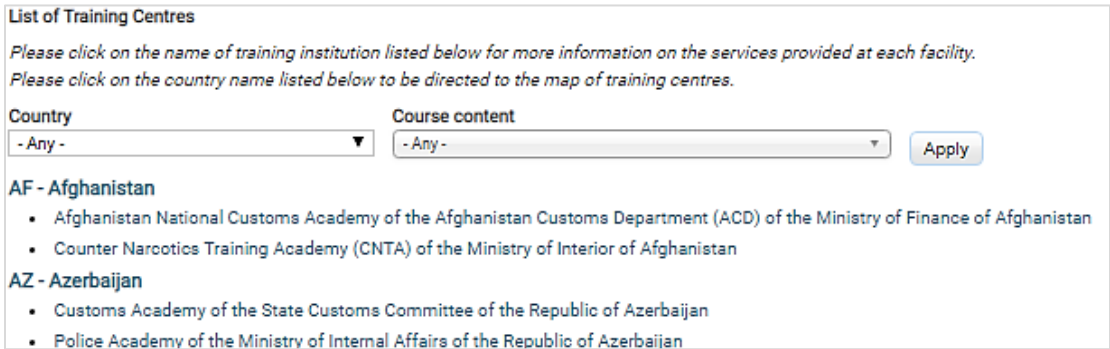 List of Training Centres
Please click on the name of training institution listed below for more information on the services provided at each facility.
Please click on the country name listed below to be directed to the map of training centres.
Country Course content
- Any - - Any - Apply
AF - Afghanistan
• Afghanistan National Customs Academy of the Afghanistan Customs Department (ACD) of the Ministry of Finance of Afghanistan
• Counter Narcotics Training Academy (CNTA) of the Ministry of Interior of Afghanistan
AZ - Azerbaijan
• Customs Academy of the State Customs Committee of the Republic of Azerbaijan
• Police Academy of the Ministry of Internal Affairs of the Republic of Azerbaijan